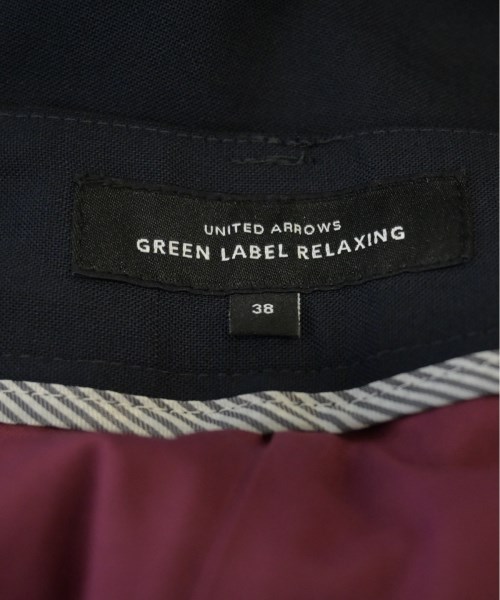 UNITED ARROWS
GREEN LABEL RELAXING
38